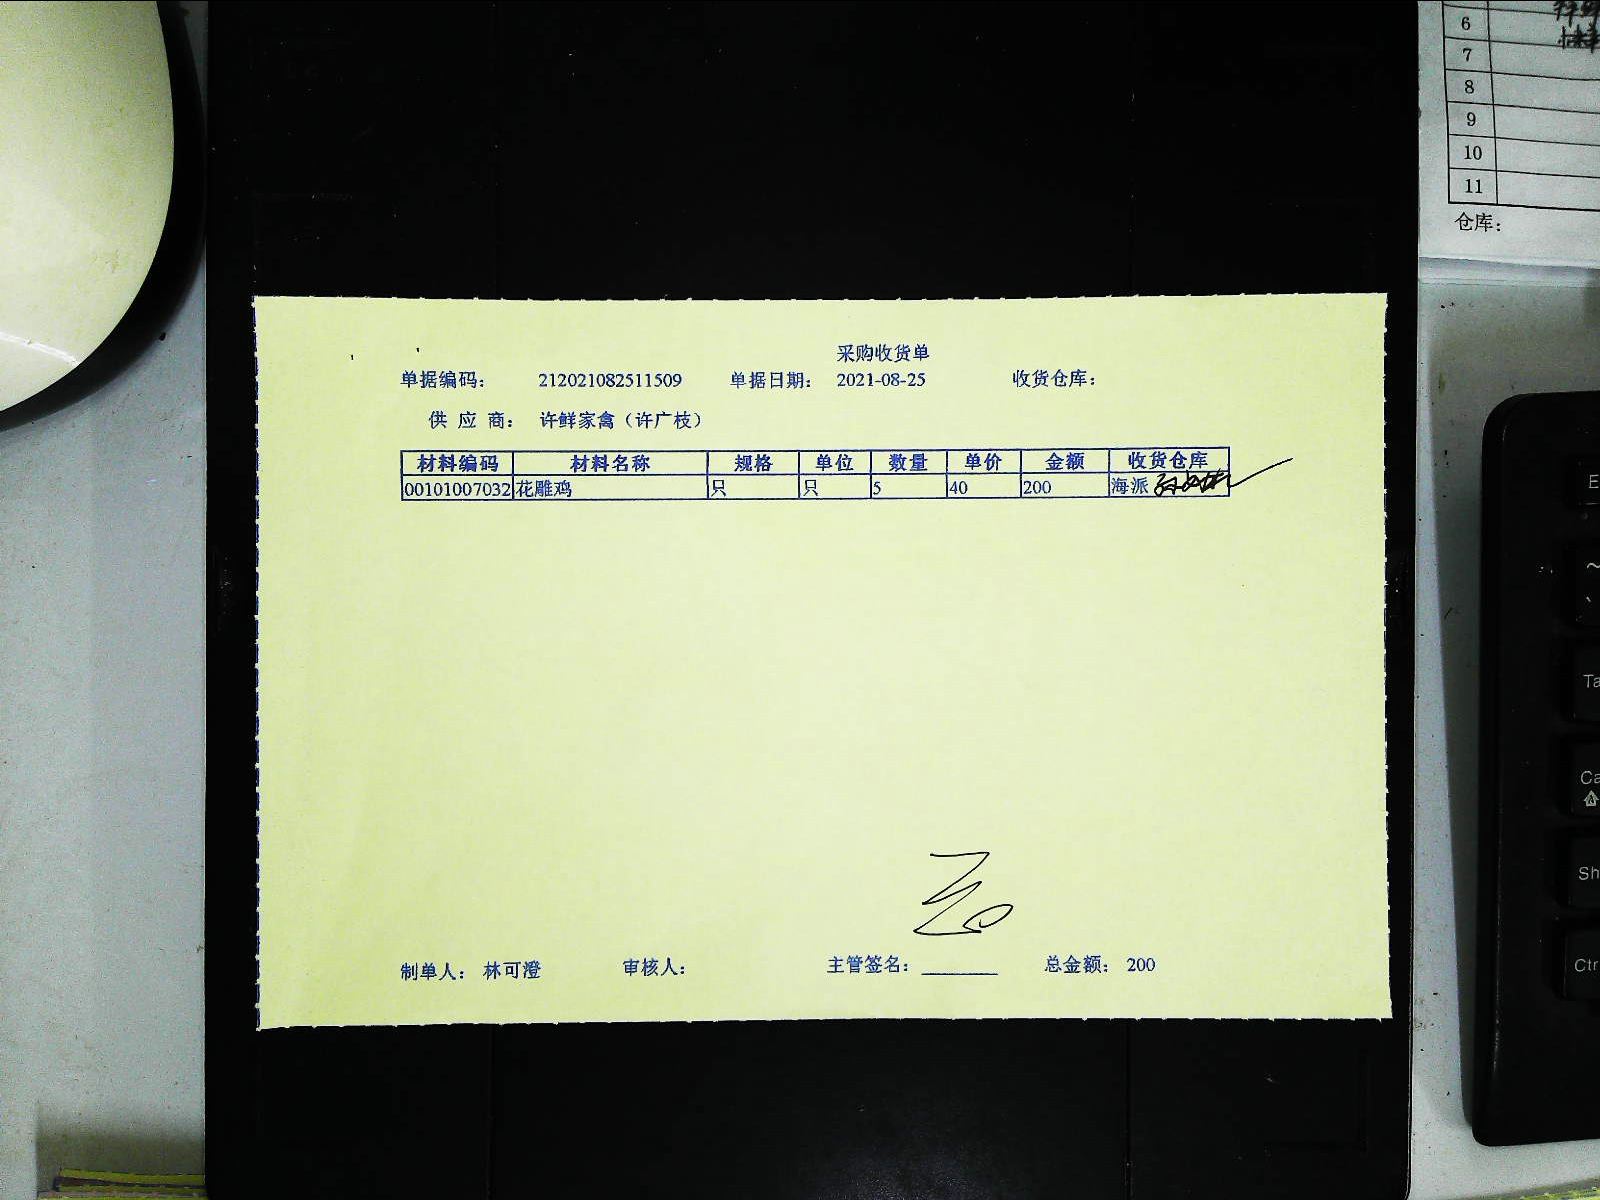 采购收货单
单据编码： 212021082511509 单据日期： 2021-08-25 收货仓库：
供 应 商： 许鲜家禽（许广枝）
材料编码 材料名称 规格 单位 数量 单价 金额 收货仓库
00101007032 花雕鸡 只 只 5 40 200 海派
制单人： 林可澄 审核人： 主管签名： 总金额： 200
6
7
8
9
10
11
仓库：